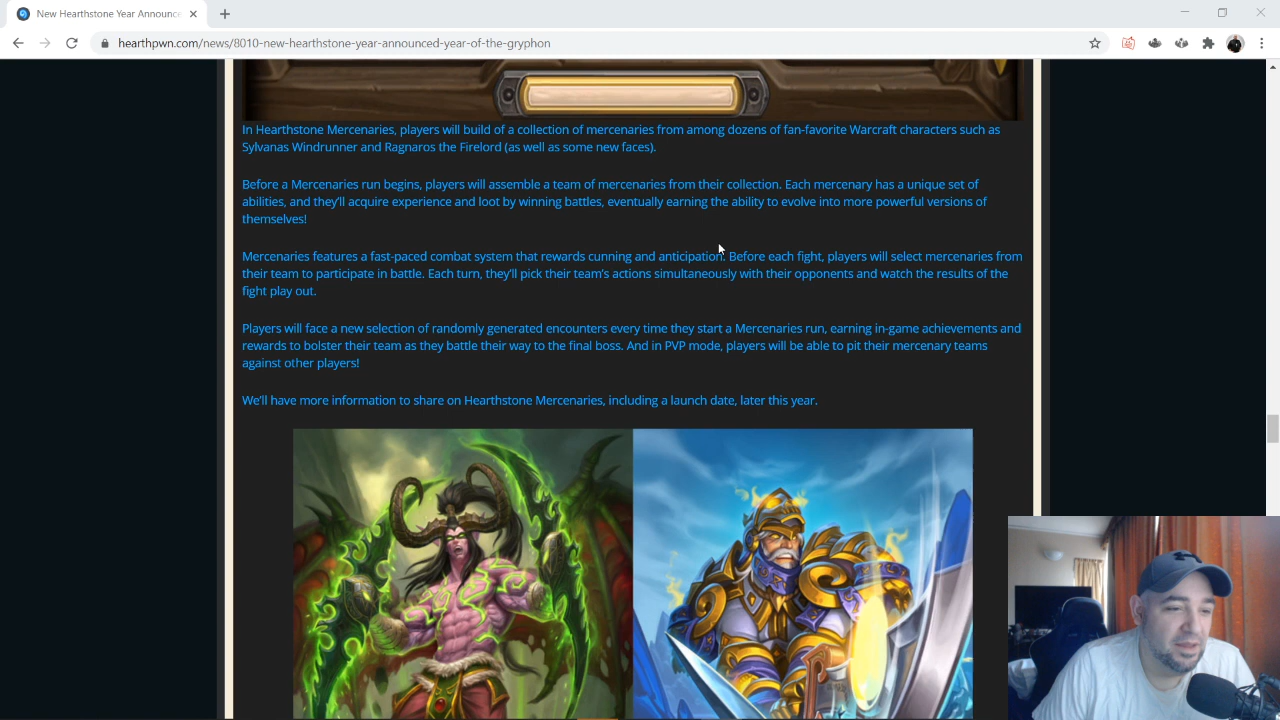 New Hearthstone Year Announce
hearthpwn.com/news/8010-new-hearthstone-year-announced-year-of-the-gryphon
In Hearthstone Mercenaries, players will build of a collection of mercenaries from among dozens of fan-favorite Warcraft characters such as
Sylvanas Windrunner and Ragnaros the Firelord (as well as some new faces).
Before a Mercenaries run begins, players will assemble a team of mercenaries from their collection. Each mercenary has a unique set of
abilities, and they'll acquire experience and loot by winning battles, eventually earning the ability to evolve into more powerful versions of
themselves!
Mercenaries features a fast-paced combat system that rewards cunning and anticipation. Before each fight, players will select mercenaries from
their team to participate in battle. Each turn, they'll pick their team's actions simultaneously with their opponents and watch the results of the
fight play out.
Players will face a new selection of randomly generated encounters every time they start a Mercenaries run, earning in-game achievements and
rewards to bolster their team as they battle their way to the final boss. And in PVP mode, players will be able to pit their mercenary teams
against other players!
We'll have more information to share on Hearthstone Mercenaries, including a launch date, later this year.